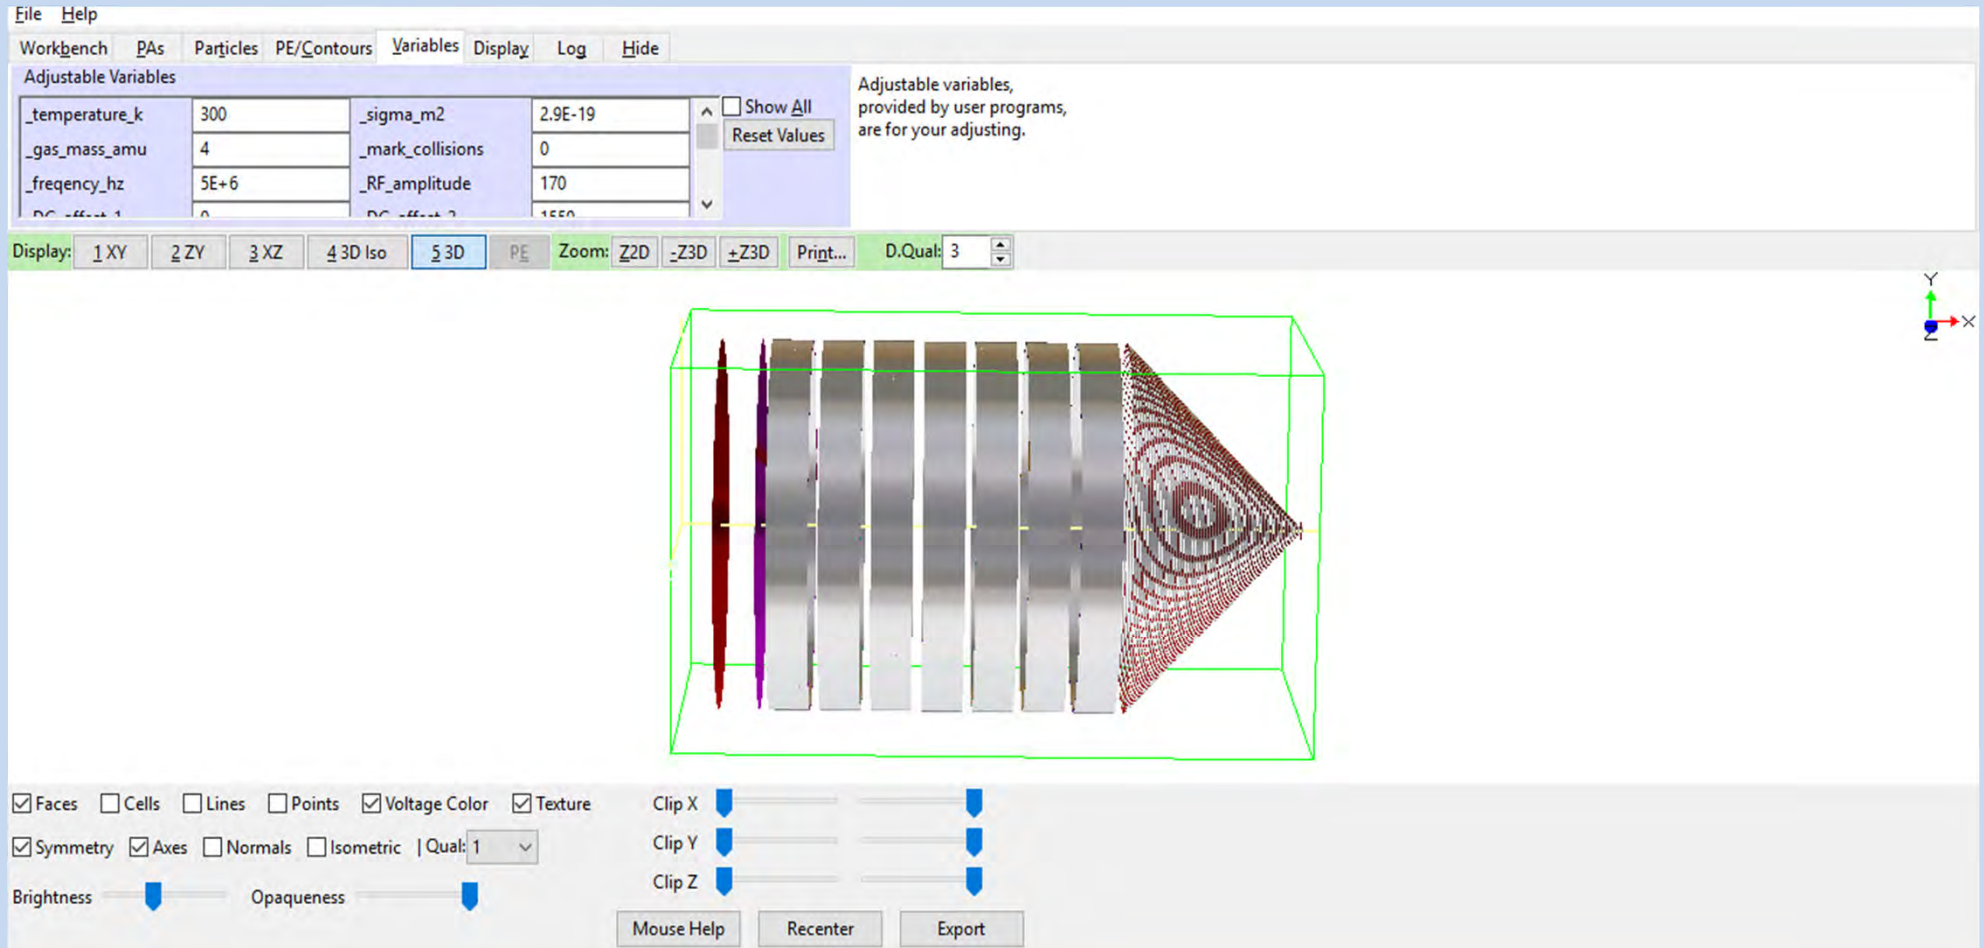 File Help
Workbench PAs Particles PE/Contours Variables Display Log Hide
Adjustable Variables
_temperature_k 300 _sigma_m2 2.9E-19
_gas_mass_amu 4 _mark_collisions 0
_freqency_hz 5E+6 _RF_amplitude 170
_DC_offset_1 0 _DC_offset_2 1550
Show All
Reset Values
Adjustable variables,
provided by user programs,
are for your adjusting.
Display: 1 XY 2 ZY 3 XZ 4 3D Iso 5 3D PE Zoom: Z2D -Z3D +Z3D Print... D.Qual: 3
Y
X
Z
Faces Cells Lines Points Voltage Color Texture
Symmetry Axes Normals Isometric | Qual: 1
Brightness Opaqueness
Clip X
Clip Y
Clip Z
Mouse Help Recenter Export